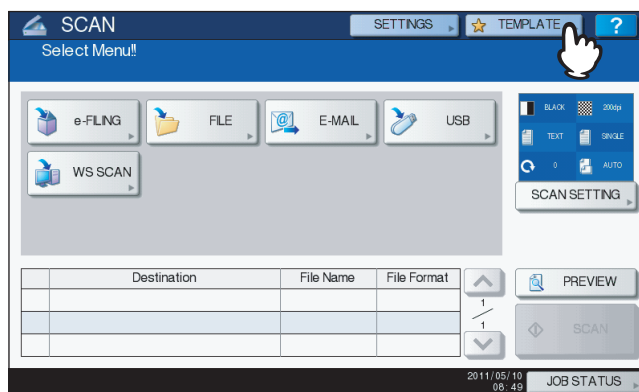 SCAN
SETTINGS
TEMPLATE
?
Select Menu!!
e-FILING
FILE
E-MAIL
USB
WS SCAN
BLACK
200dpi
TEXT
SINGLE
0
AUTO
SCAN SETTING
Destination
File Name
File Format
1
1
PREVIEW
SCAN
2011/05/10
08:49
JOB STATUS